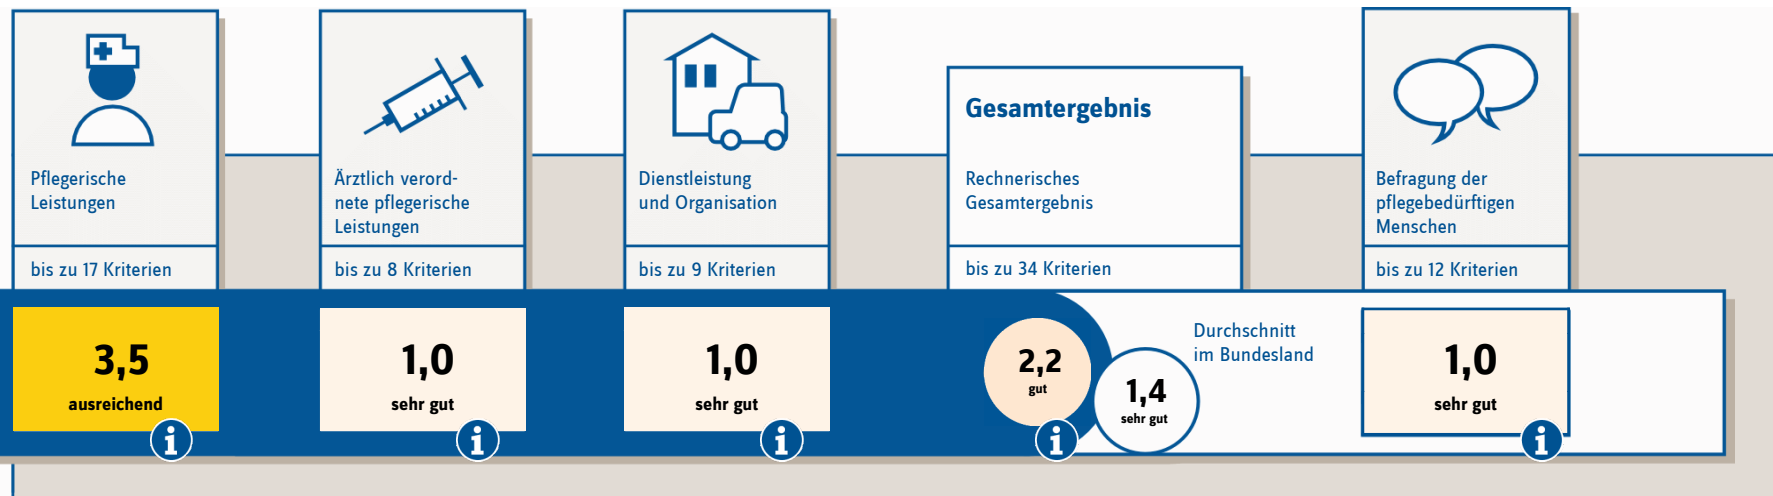 Pflegerische
Leistungen
bis zu 17 Kriterien
3,5
ausreichend
i
Ärztlich verord-
nete pflegerische
Leistungen
bis zu 8 Kriterien
1,0
sehr gut
i
Dienstleistung
und Organisation
bis zu 9 Kriterien
1,0
sehr gut
i
Gesamtergebnis
Rechnerisches
Gesamtergebnis
bis zu 34 Kriterien
2,2
gut
i
1,4
sehr gut
Durchschnitt
im Bundesland
Befragung der
pflegebedürftigen
Menschen
bis zu 12 Kriterien
1,0
sehr gut
i